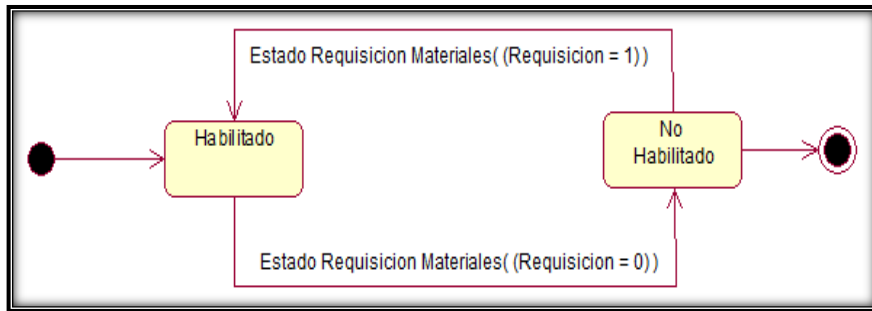 Estado Requisicion Materiales( (Requisicion = 1) )
Habilitado
No
Habilitado
Estado Requisicion Materiales( (Requisicion = 0) )